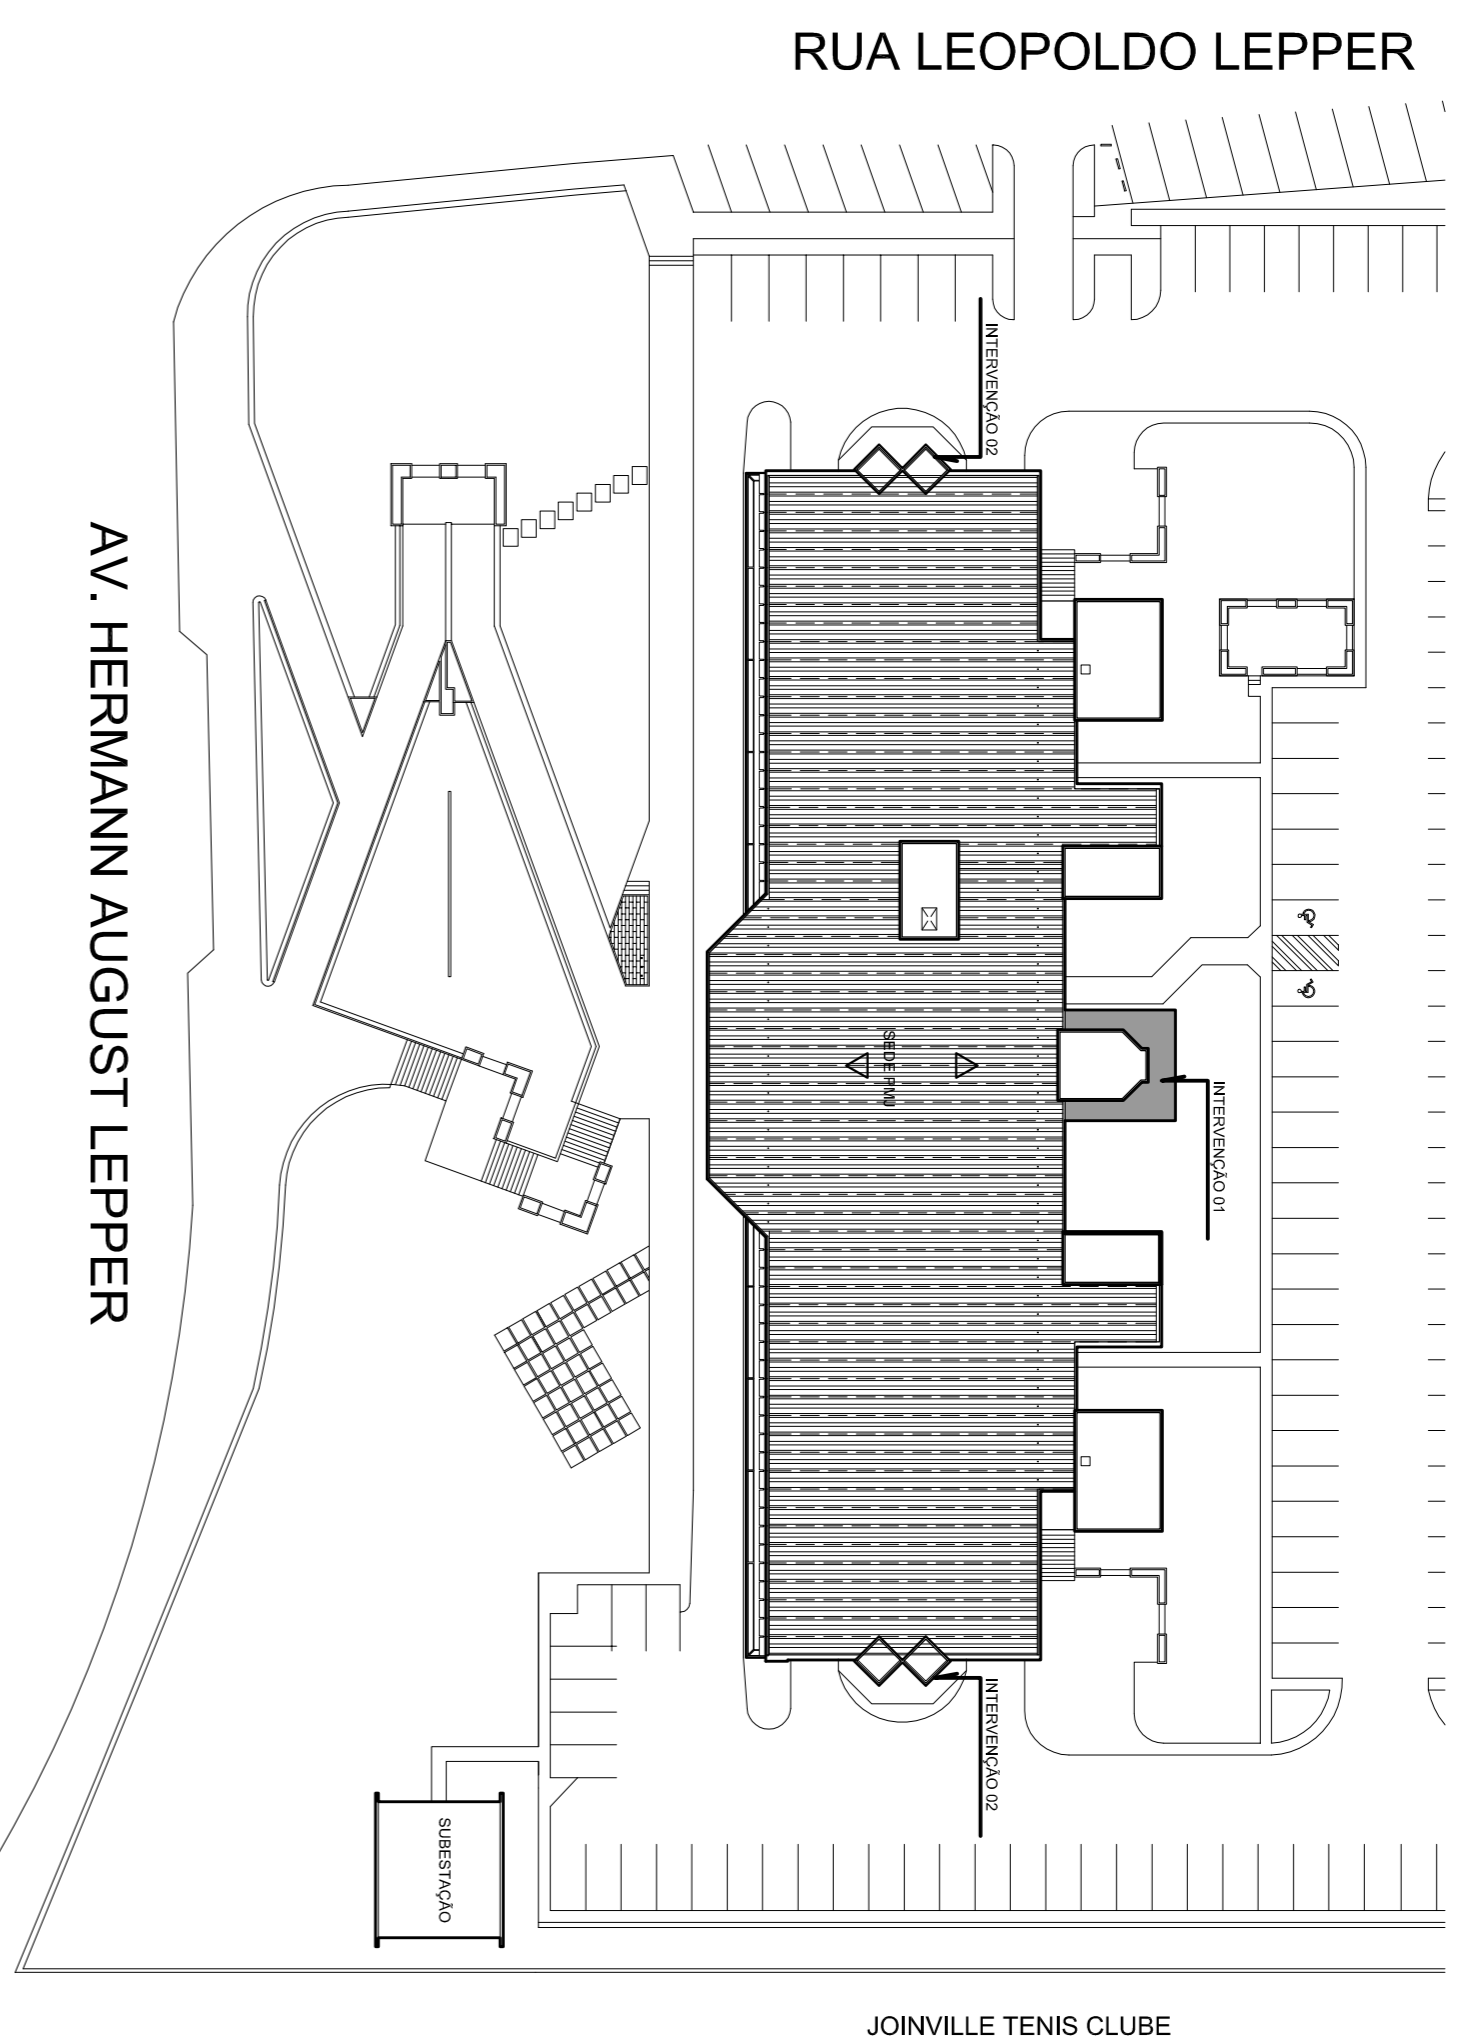 RUA LEOPOLDO LEPPER
INTERVENÇÃO 02
AV. HERMANN AUGUST LEPPER
SEDE PMJ
INTERVENÇÃO 01
INTERVENÇÃO 02
SUBESTAÇÃO
JOINVILLE TENIS CLUBE